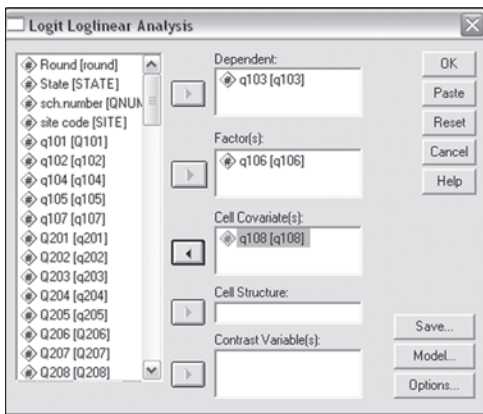 Logit Loglinear Analysis
Round [round]
State [STATE]
sch.number [QNUM
site code [SITE]
q101 [Q101]
q102 [q102]
q104 [q104]
q105 [q105]
q107 [q107]
Q201 [q201]
Q202 [q202]
Q203 [q203]
Q204 [q204]
Q205 [q205]
Q206 [Q206]
Q207 [Q207]
Q208 [Q208]
Dependent:
q103 [q103]
Factor(s):
q106 [q106]
Cell Covariate(s):
q108 [q108]
Cell Structure:
Contrast Variable(s):
OK
Paste
Reset
Cancel
Help
Save...
Model...
Options...